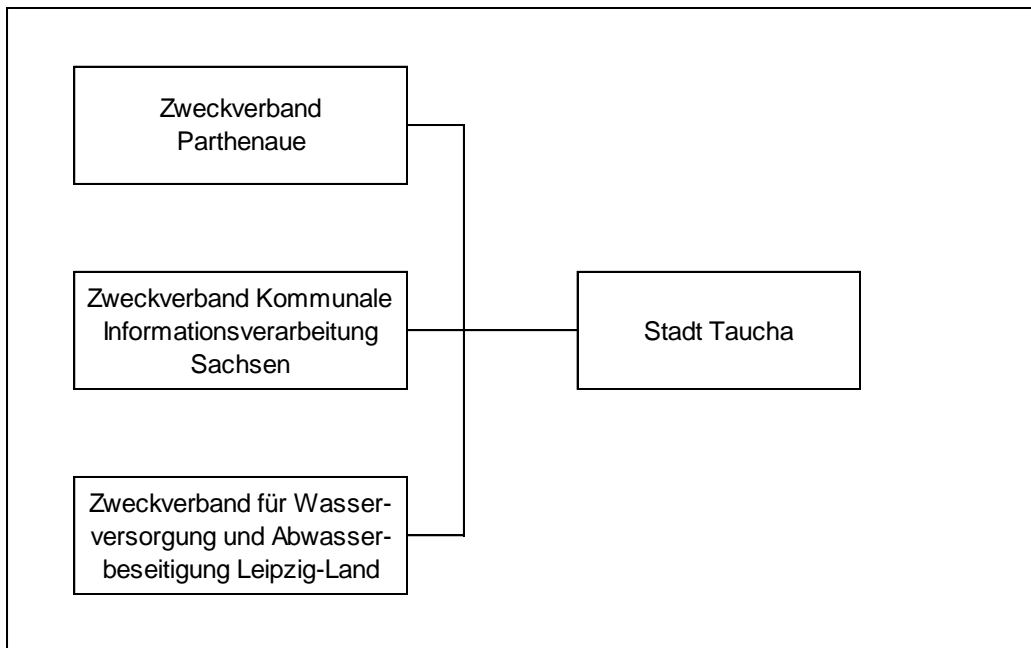 Zweckverband
Parthenaue
Zweckverband Kommunale
Informationsverarbeitung
Sachsen
Stadt Taucha
Zweckverband für Wasser-
versorgung und Abwasser-
beseitigung Leipzig-Land